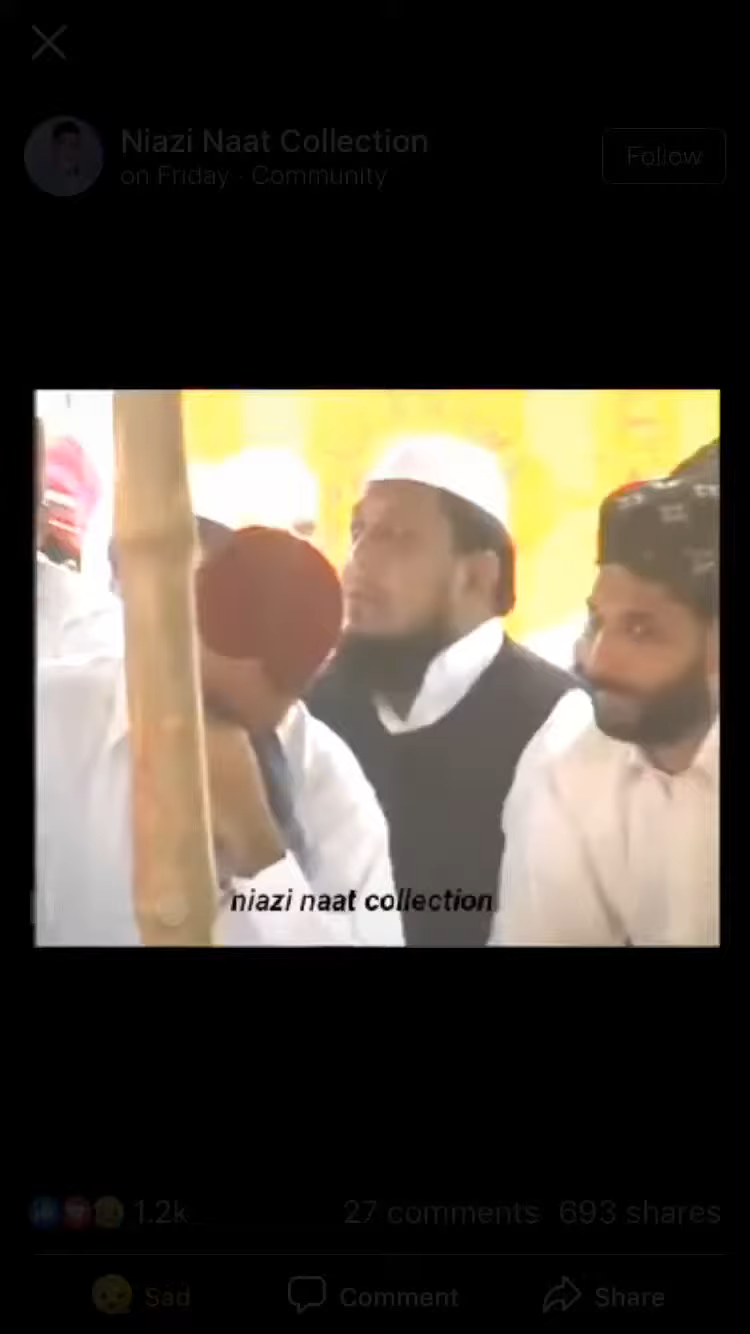 Niazi Naat Collection
Follow
on Friday · Community
niazi naat collection
1.2k
27 comments 693 shares
Sad
Comment
Share